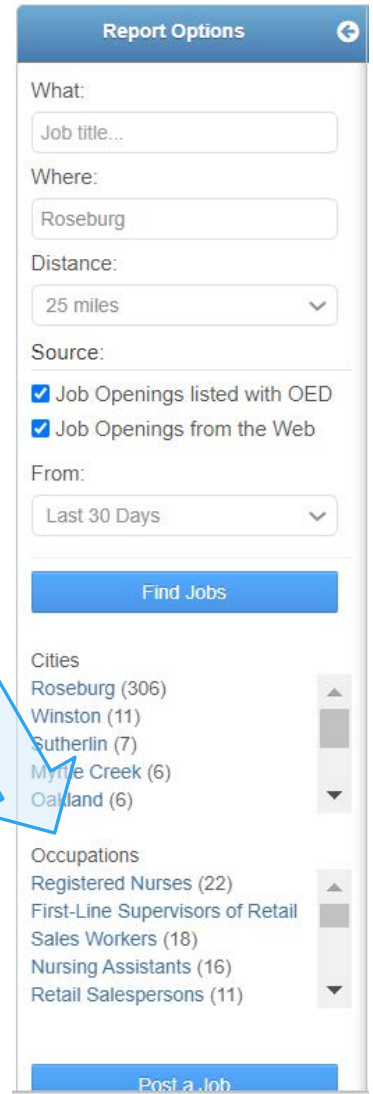 Report Options
What:
Job title...
Where:
Roseburg
Distance:
25 miles
Source:
Job Openings listed with OED
Job Openings from the Web
From:
Last 30 Days
Find Jobs
Cities
Roseburg (306)
Winston (11)
Sutherlin (7)
Myrtle Creek (6)
Oakland (6)
Occupations
Registered Nurses (22)
First-Line Supervisors of Retail
Sales Workers (18)
Nursing Assistants (16)
Retail Salespersons (11)
Post a Job